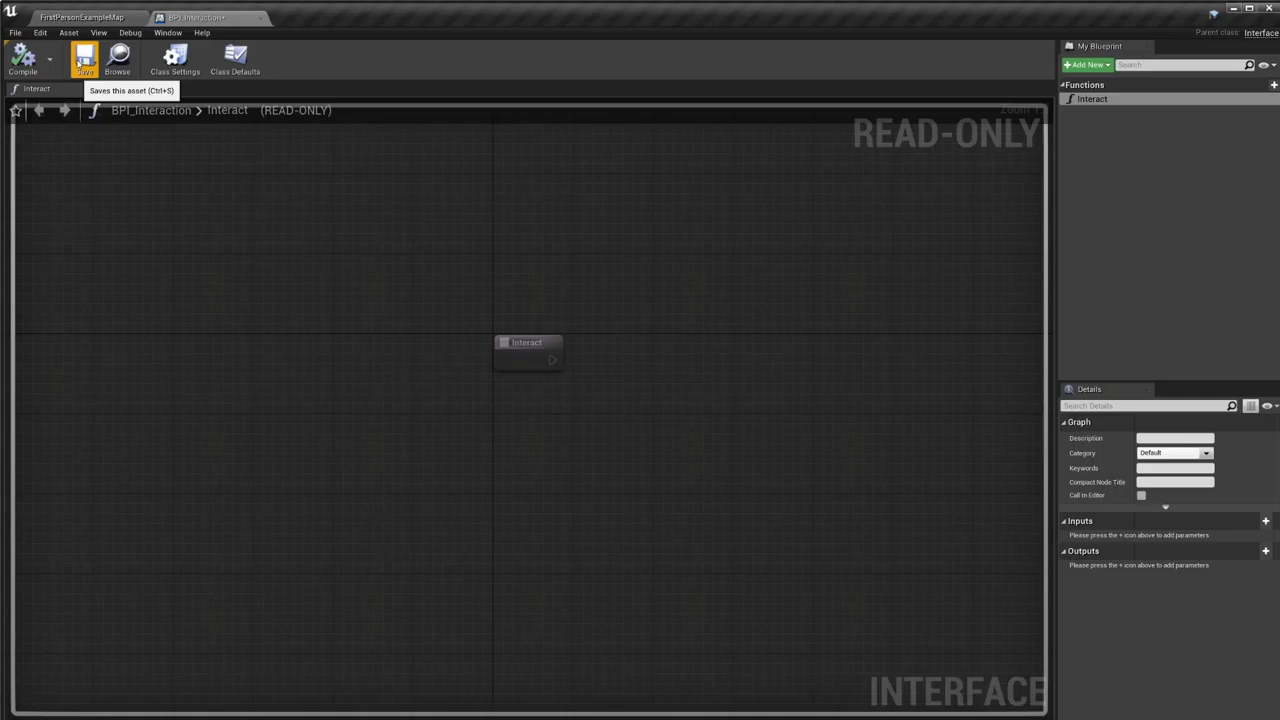 FirstPersonExampleMap
BPI_Interaction*
File Edit Asset View Debug Window Help
Parent class: Interface
Compile
Save
Browse
Class Settings
Class Defaults
My Blueprint
Add New
Search
Interact
Saves this asset (Ctrl+S)
Functions
Interact
BPI_Interaction > Interact (READ-ONLY)
READ-ONLY
Interact
Details
Search Details
Graph
Description
Category Default
Keywords
Compact Node Title
Call In Editor
Inputs
Please press the + icon above to add parameters
Outputs
Please press the + icon above to add parameters
INTERFACE